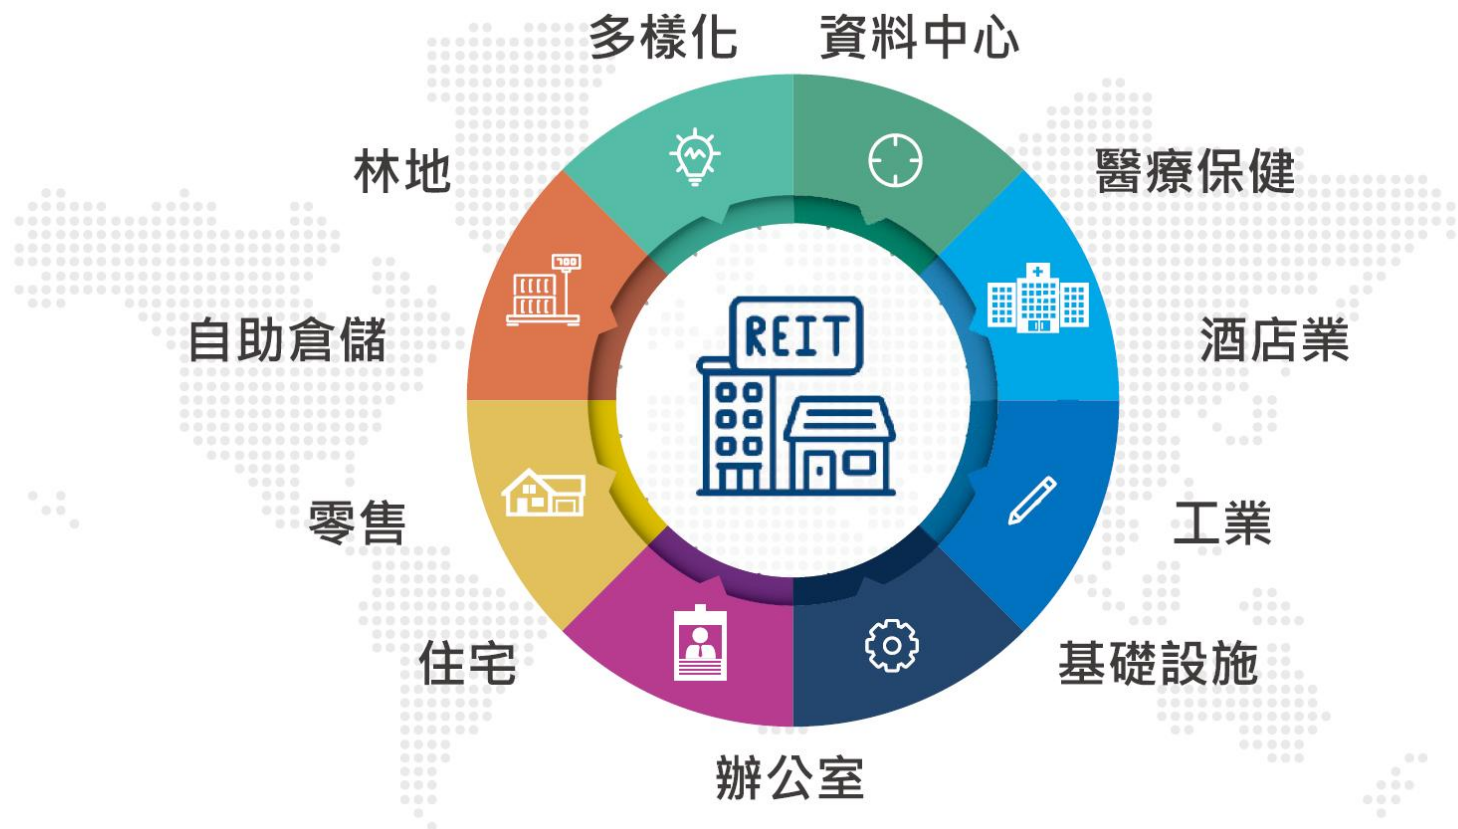 多樣化
資料中心
林地
醫療保健
自助倉儲
REIT
酒店業
零售
工業
住宅
基礎設施
辦公室
700